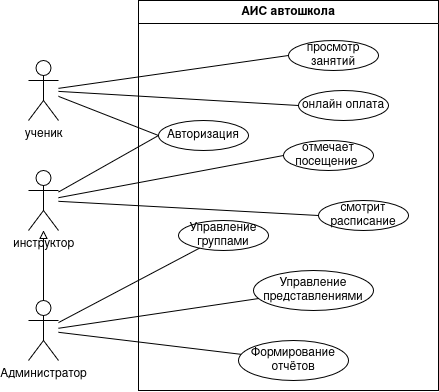 АИС автошкола
просмотр
занятий
ученик
онлайн оплата
Авторизация
отмечает
посещение
инструктор
смотрит
расписание
Управление
группами
Управление
представлениями
Администратор
Формирование
отчётов